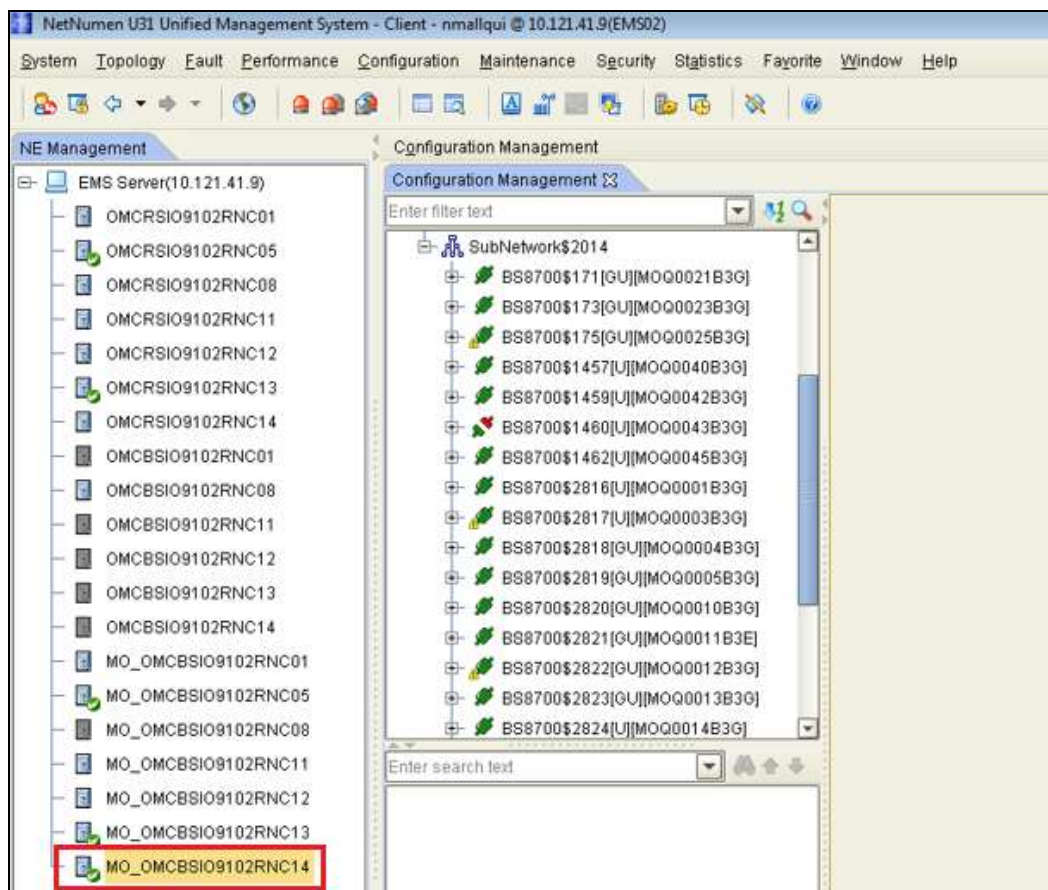 NetNumen U31 Unified Management System - Client - nmallqui @ 10.121.41.9(EMS02)
System Topology Fault Performance Configuration Maintenance Security Statistics Favorite Window Help
NE Management
EMS Server(10.121.41.9)
OMCRSIO9102RNC01
OMCRSIO9102RNC05
OMCRSIO9102RNC08
OMCRSIO9102RNC11
OMCRSIO9102RNC12
OMCRSIO9102RNC13
OMCRSIO9102RNC14
OMCBSIO9102RNC01
OMCBSIO9102RNC08
OMCBSIO9102RNC11
OMCBSIO9102RNC12
OMCBSIO9102RNC13
OMCBSIO9102RNC14
MO_OMCBSIO9102RNC01
MO_OMCBSIO9102RNC05
MO_OMCBSIO9102RNC08
MO_OMCBSIO9102RNC11
MO_OMCBSIO9102RNC12
MO_OMCBSIO9102RNC13
MO_OMCBSIO9102RNC14
Configuration Management
Configuration Management
Enter filter text
SubNetwork$2014
BS8700$171[GU][MOQ0021B3G]
BS8700$173[GU][MOQ0023B3G]
BS8700$175[GU][MOQ0025B3G]
BS8700$1457[U][MOQ0040B3G]
BS8700$1459[U][MOQ0042B3G]
BS8700$1460[U][MOQ0043B3G]
BS8700$1462[U][MOQ0045B3G]
BS8700$2816[U][MOQ0001B3G]
BS8700$2817[U][MOQ0003B3G]
BS8700$2818[GU][MOQ0004B3G]
BS8700$2819[GU][MOQ0005B3G]
BS8700$2820[GU][MOQ0010B3G]
BS8700$2821[GU][MOQ0011B3E]
BS8700$2822[GU][MOQ0012B3G]
BS8700$2823[GU][MOQ0013B3G]
BS8700$2824[U][MOQ0014B3G]
Enter search text